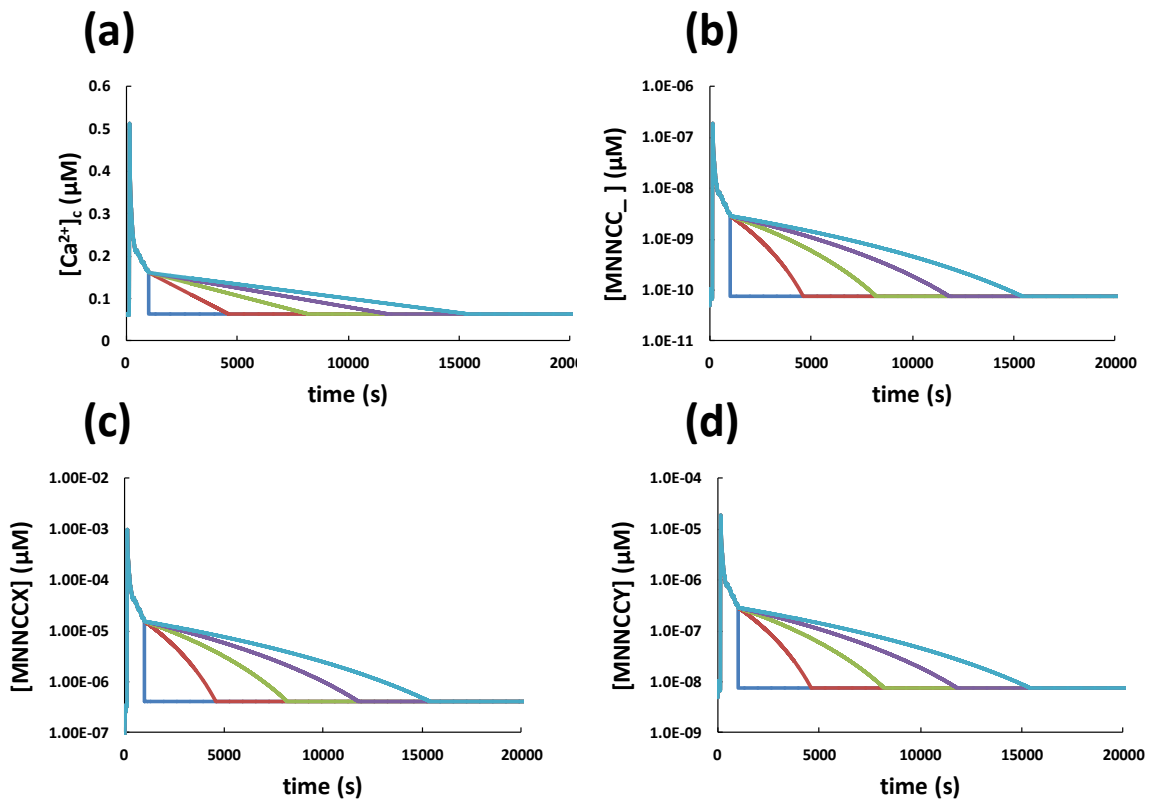 (a)
[Ca²⁺]c (µM)
0.6
0.5
0.4
0.3
0.2
0.1
0
0 5000 10000 15000 20000
time (s)
(b)
[MNNCC_ ] (µM)
1.0E-06
1.0E-07
1.0E-08
1.0E-09
1.0E-10
1.0E-11
0 5000 10000 15000 20000
time (s)
(c)
[MNNCCX] (µM)
1.00E-02
1.00E-03
1.00E-04
1.00E-05
1.00E-06
1.00E-07
0 5000 10000 15000 20000
time (s)
(d)
[MNNCCY] (µM)
1.0E-04
1.0E-05
1.0E-06
1.0E-07
1.0E-08
1.0E-09
0 5000 10000 15000 20000
time (s)